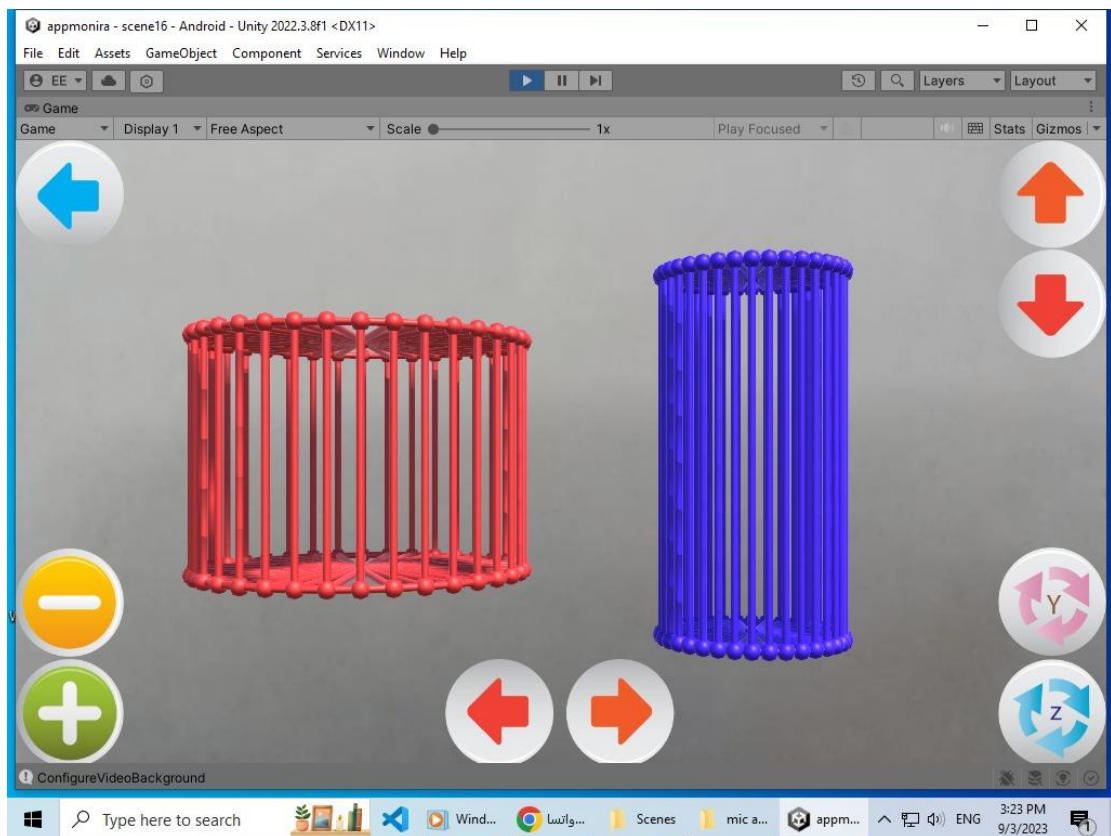 appmonira - scene16 - Android - Unity 2022.3.8f1 <DX11>
File Edit Assets GameObject Component Services Window Help
EE Layers Layout
Game
Game Display 1 Free Aspect Scale 1x Play Focused Stats Gizmos
Y
Z
ConfigureVideoBackground
Type here to search Wind... واتسا... Scenes mic a... appm... ENG 3:23 PM
9/3/2023
1